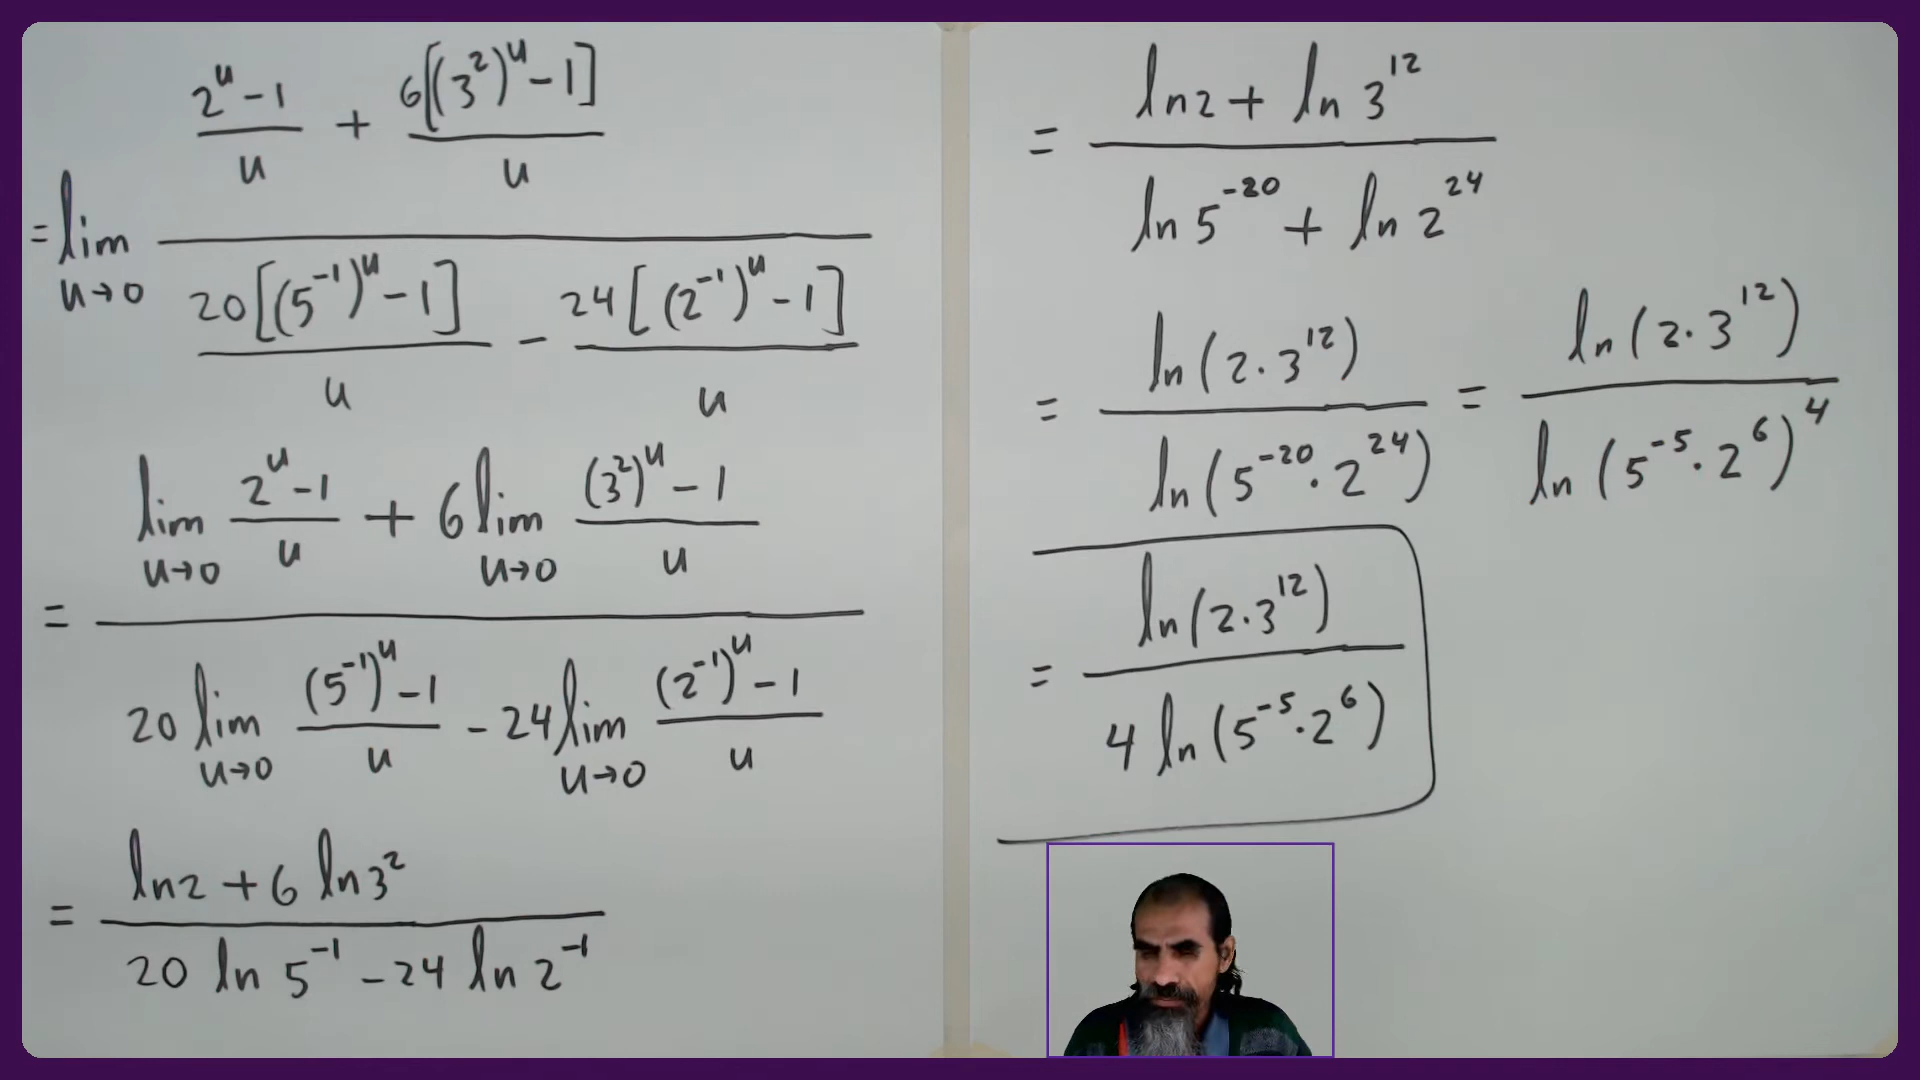 = lim u→0 ((2^u - 1)/u + 6[(3^2)^u - 1]/u) / (20[(5^-1)^u - 1]/u - 24[(2^-1)^u - 1]/u)
= (lim u→0 (2^u - 1)/u + 6 lim u→0 ((3^2)^u - 1)/u) / (20 lim u→0 ((5^-1)^u - 1)/u - 24 lim u→0 ((2^-1)^u - 1)/u)
= (ln 2 + 6 ln 3^2) / (20 ln 5^-1 - 24 ln 2^-1)
= (ln 2 + ln 3^12) / (ln 5^-20 + ln 2^24)
= ln(2·3^12) / ln(5^-20·2^24) = ln(2·3^12) / ln(5^-5·2^6)^4
= ln(2·3^12) / 4 ln(5^-5·2^6)